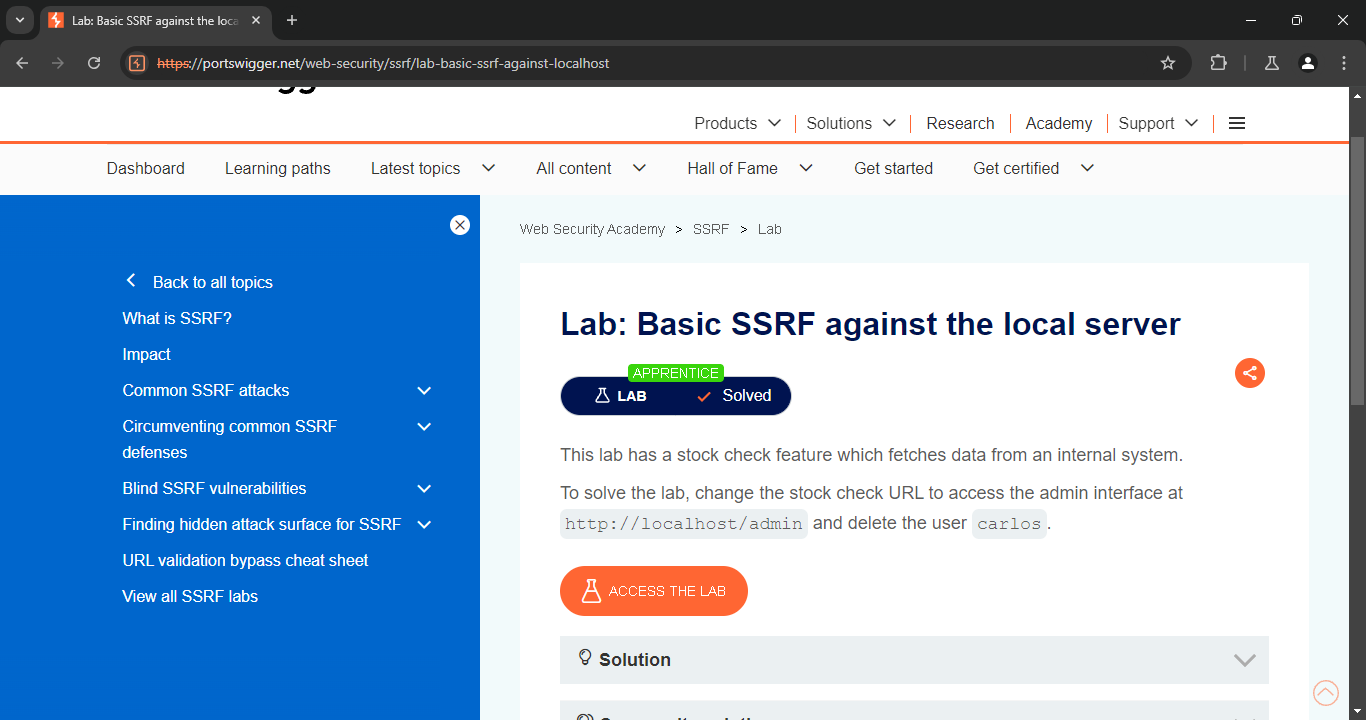 Lab: Basic SSRF against the loca
https://portswigger.net/web-security/ssrf/lab-basic-ssrf-against-localhost
Products Solutions Research Academy Support
Dashboard Learning paths Latest topics All content Hall of Fame Get started Get certified
Back to all topics
What is SSRF?
Impact
Common SSRF attacks
Circumventing common SSRF
defenses
Blind SSRF vulnerabilities
Finding hidden attack surface for SSRF
URL validation bypass cheat sheet
View all SSRF labs
Web Security Academy > SSRF > Lab
Lab: Basic SSRF against the local server
APPRENTICE
LAB Solved
This lab has a stock check feature which fetches data from an internal system.
To solve the lab, change the stock check URL to access the admin interface at
http://localhost/admin and delete the user carlos.
ACCESS THE LAB
Solution